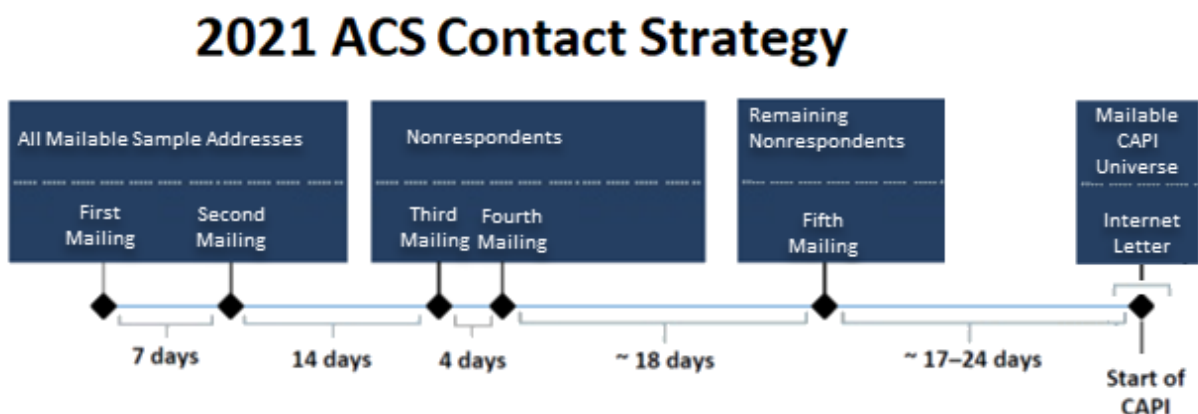 2021 ACS Contact Strategy
All Mailable Sample Addresses
First
Mailing
Second
Mailing
Nonrespondents
Third
Mailing
Fourth
Mailing
Remaining
Nonrespondents
Fifth
Mailing
Mailable
CAPI
Universe
Internet
Letter
7 days
14 days
4 days
~ 18 days
~ 17–24 days
Start of
CAPI